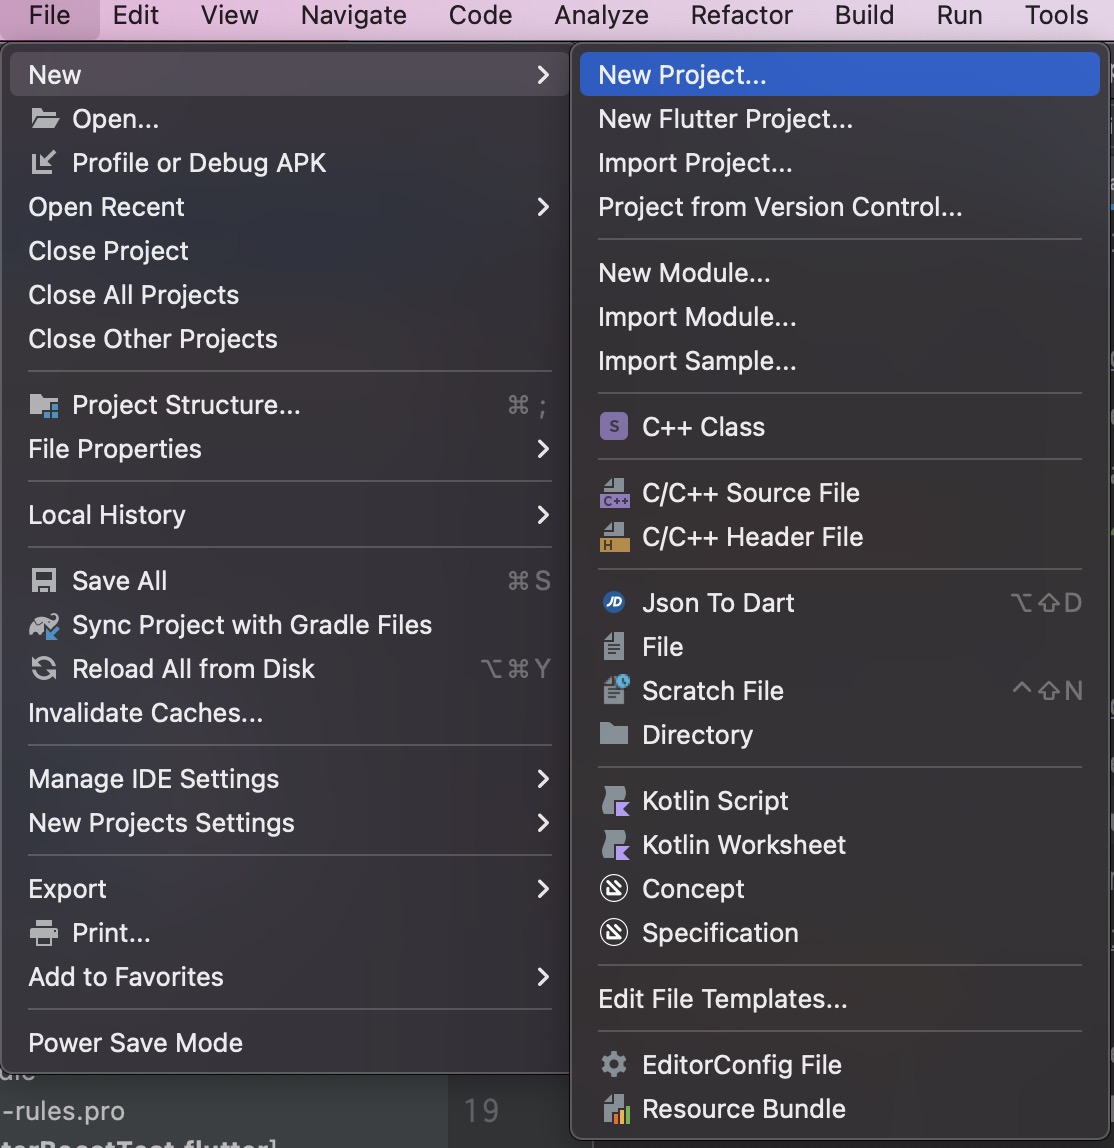 File Edit View Navigate Code Analyze Refactor Build Run Tools
New
Open...
Profile or Debug APK
Open Recent
Close Project
Close All Projects
Close Other Projects
Project Structure... ⌘ ;
File Properties
Local History
Save All ⌘ S
Sync Project with Gradle Files
Reload All from Disk ⌥ ⌘ Y
Invalidate Caches...
Manage IDE Settings
New Projects Settings
Export
Print...
Add to Favorites
Power Save Mode
New Project...
New Flutter Project...
Import Project...
Project from Version Control...
New Module...
Import Module...
Import Sample...
S C++ Class
C++ C/C++ Source File
H C/C++ Header File
JD Json To Dart ⌥ ⇧ D
File
Scratch File ^ ⇧ N
Directory
Kotlin Script
Kotlin Worksheet
Concept
Specification
Edit File Templates...
EditorConfig File
Resource Bundle
-rules.pro
19